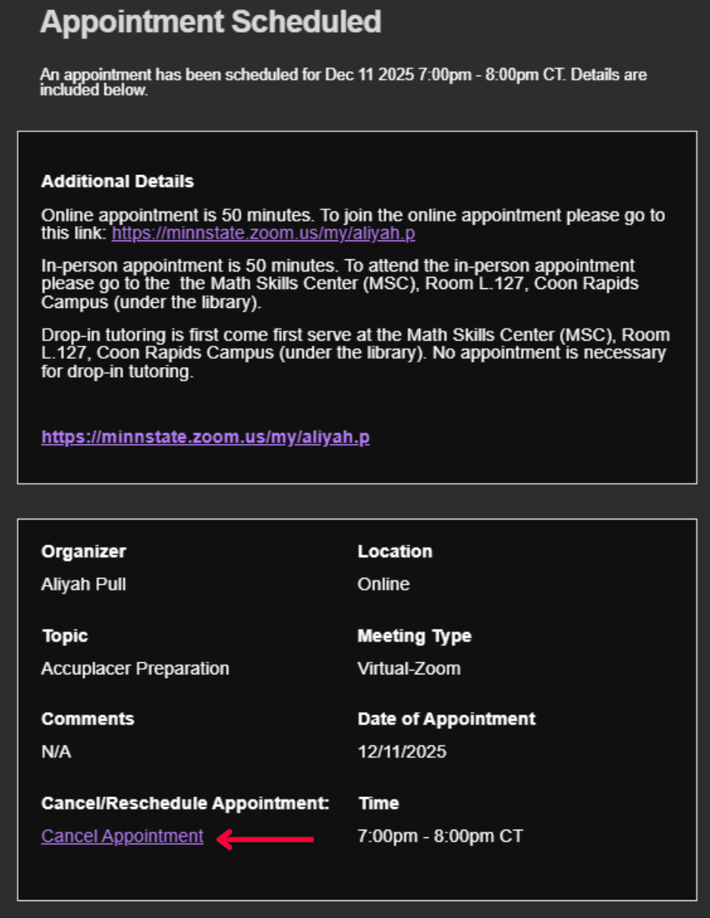 Appointment Scheduled
An appointment has been scheduled for Dec 11 2025 7:00pm - 8:00pm CT. Details are
included below.
Additional Details
Online appointment is 50 minutes. To join the online appointment please go to
this link: https://minnstate.zoom.us/my/aliyah.p
In-person appointment is 50 minutes. To attend the in-person appointment
please go to the  the Math Skills Center (MSC), Room L.127, Coon Rapids
Campus (under the library).
Drop-in tutoring is first come first serve at the Math Skills Center (MSC), Room
L.127, Coon Rapids Campus (under the library). No appointment is necessary
for drop-in tutoring.
https://minnstate.zoom.us/my/aliyah.p
Organizer
Aliyah Pull
Location
Online
Topic
Accuplacer Preparation
Meeting Type
Virtual-Zoom
Comments
N/A
Date of Appointment
12/11/2025
Cancel/Reschedule Appointment:
Cancel Appointment
Time
7:00pm - 8:00pm CT